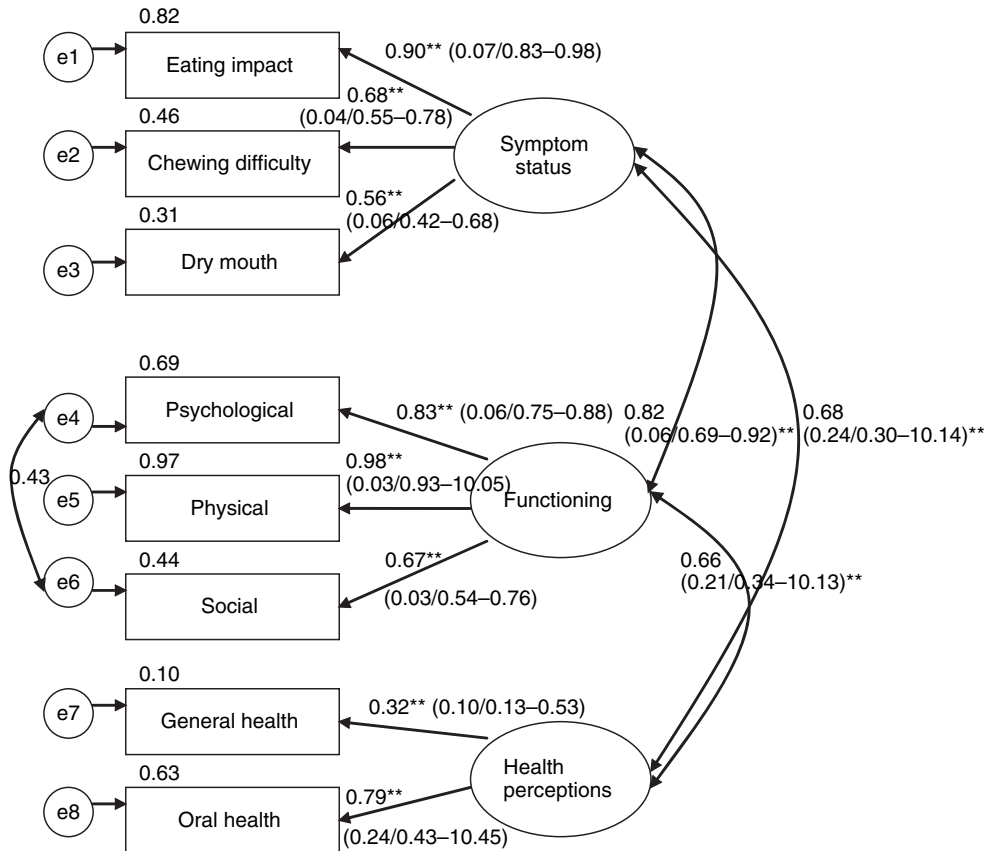 0.82
e1
Eating impact
0.90** (0.07/0.83–0.98)
0.68**
(0.04/0.55–0.78)
0.46
e2
Chewing difficulty
Symptom
status
0.56**
(0.06/0.42–0.68)
0.31
e3
Dry mouth
0.69
e4
Psychological
0.83** (0.06/0.75–0.88)
0.82
(0.06/0.69–0.92)**
0.68
(0.24/0.30–10.14)**
0.43
0.97
e5
Physical
0.98**
(0.03/0.93–10.05)
Functioning
0.44
e6
Social
0.67**
(0.03/0.54–0.76)
0.66
(0.21/0.34–10.13)**
0.10
e7
General health
0.32** (0.10/0.13–0.53)
Health
perceptions
0.63
e8
Oral health
0.79**
(0.24/0.43–10.45)